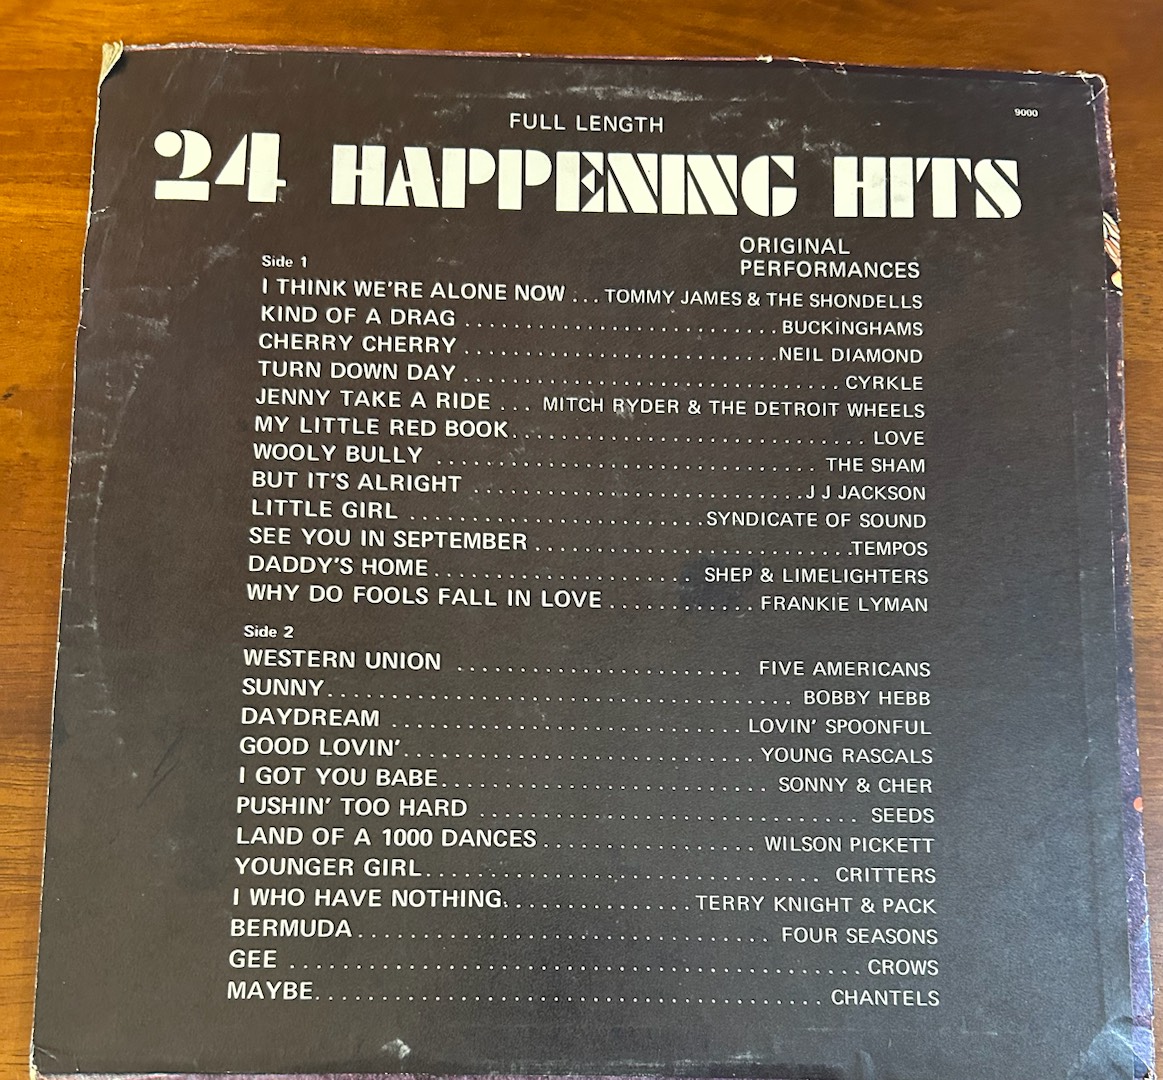 9000
FULL LENGTH
24 HAPPENING HITS
ORIGINAL
PERFORMANCES
Side 1
I THINK WE'RE ALONE NOW ... TOMMY JAMES & THE SHONDELLS
KIND OF A DRAG ........................... BUCKINGHAMS
CHERRY CHERRY ........................... NEIL DIAMOND
TURN DOWN DAY ................................ CYRKLE
JENNY TAKE A RIDE ... MITCH RYDER & THE DETROIT WHEELS
MY LITTLE RED BOOK .............................. LOVE
WOOLY BULLY ................................ THE SHAM
BUT IT'S ALRIGHT ............................ J J JACKSON
LITTLE GIRL ......................... SYNDICATE OF SOUND
SEE YOU IN SEPTEMBER ........................... TEMPOS
DADDY'S HOME ...................... SHEP & LIMELIGHTERS
WHY DO FOOLS FALL IN LOVE ............ FRANKIE LYMAN
Side 2
WESTERN UNION ........................ FIVE AMERICANS
SUNNY ....................................... BOBBY HEBB
DAYDREAM ............................. LOVIN' SPOONFUL
GOOD LOVIN' ............................. YOUNG RASCALS
I GOT YOU BABE ........................... SONNY & CHER
PUSHIN' TOO HARD ............................... SEEDS
LAND OF A 1000 DANCES .................. WILSON PICKETT
YOUNGER GIRL ................................. CRITTERS
I WHO HAVE NOTHING ................ TERRY KNIGHT & PACK
BERMUDA ................................. FOUR SEASONS
GEE .............................................. CROWS
MAYBE ......................................... CHANTELS